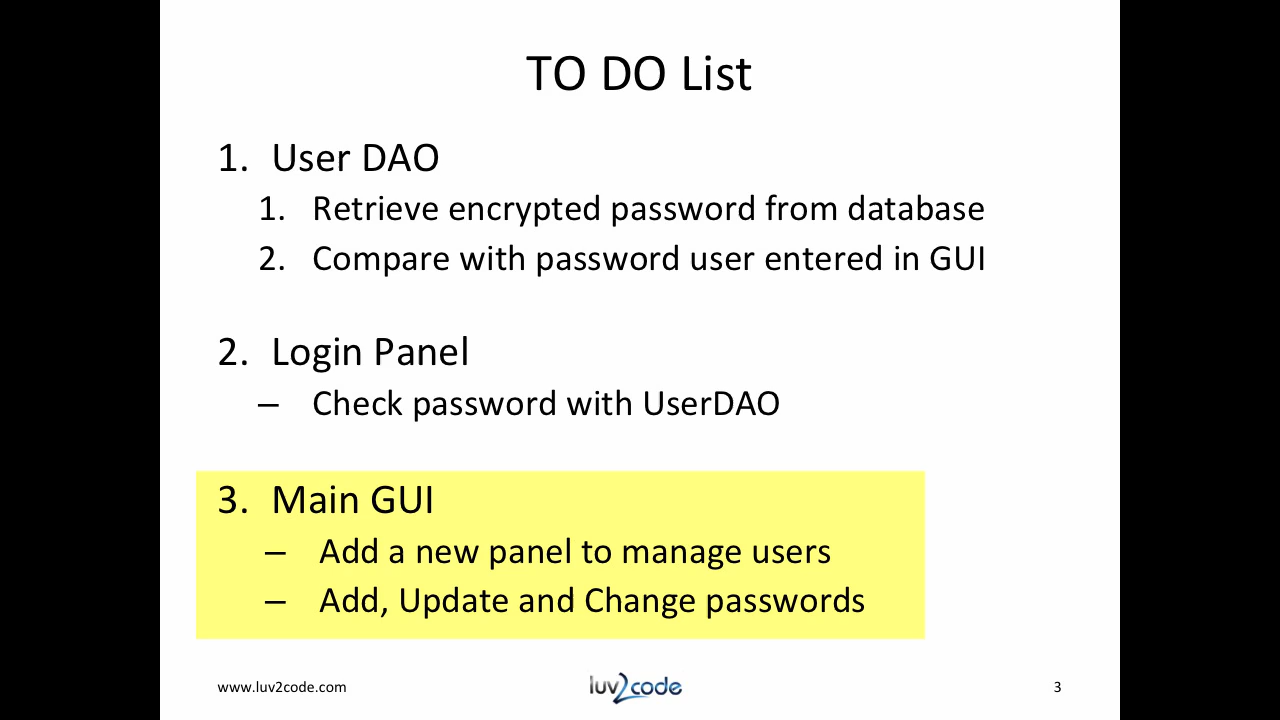 TO DO List
1. User DAO
1. Retrieve encrypted password from database
2. Compare with password user entered in GUI
2. Login Panel
– Check password with UserDAO
3. Main GUI
– Add a new panel to manage users
– Add, Update and Change passwords
www.luv2code.com
luv2code
3